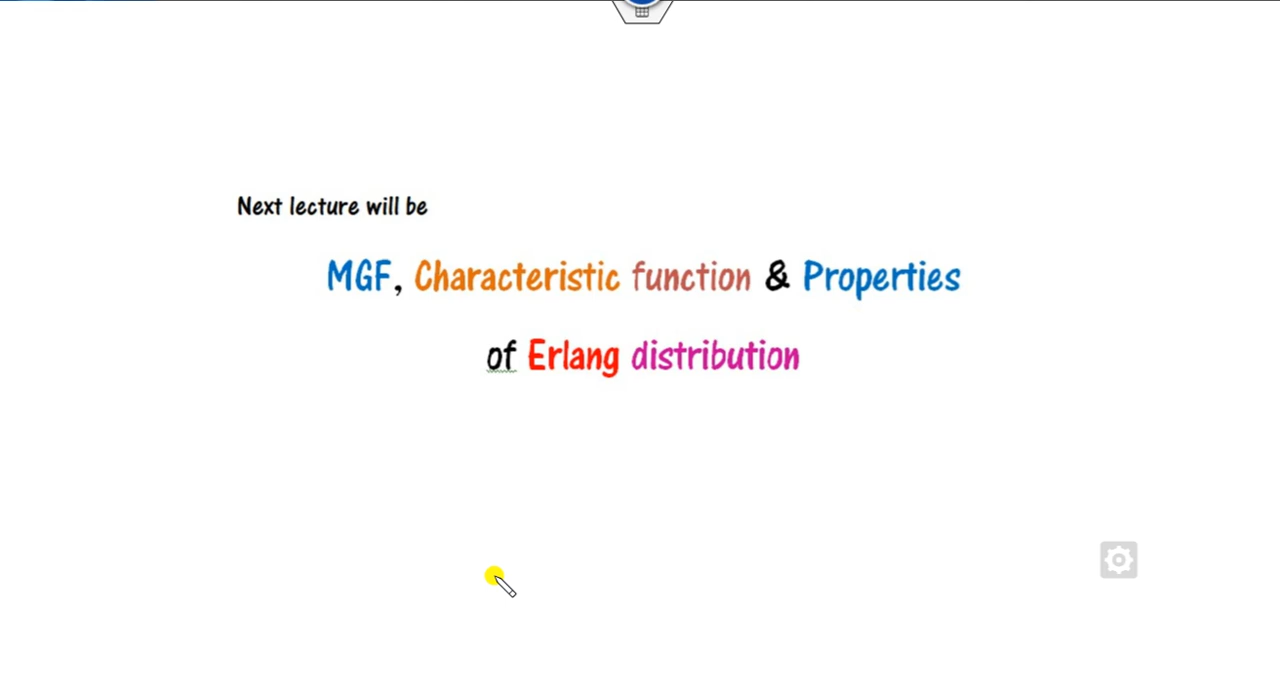 Next lecture will be
MGF, Characteristic function & Properties
of Erlang distribution